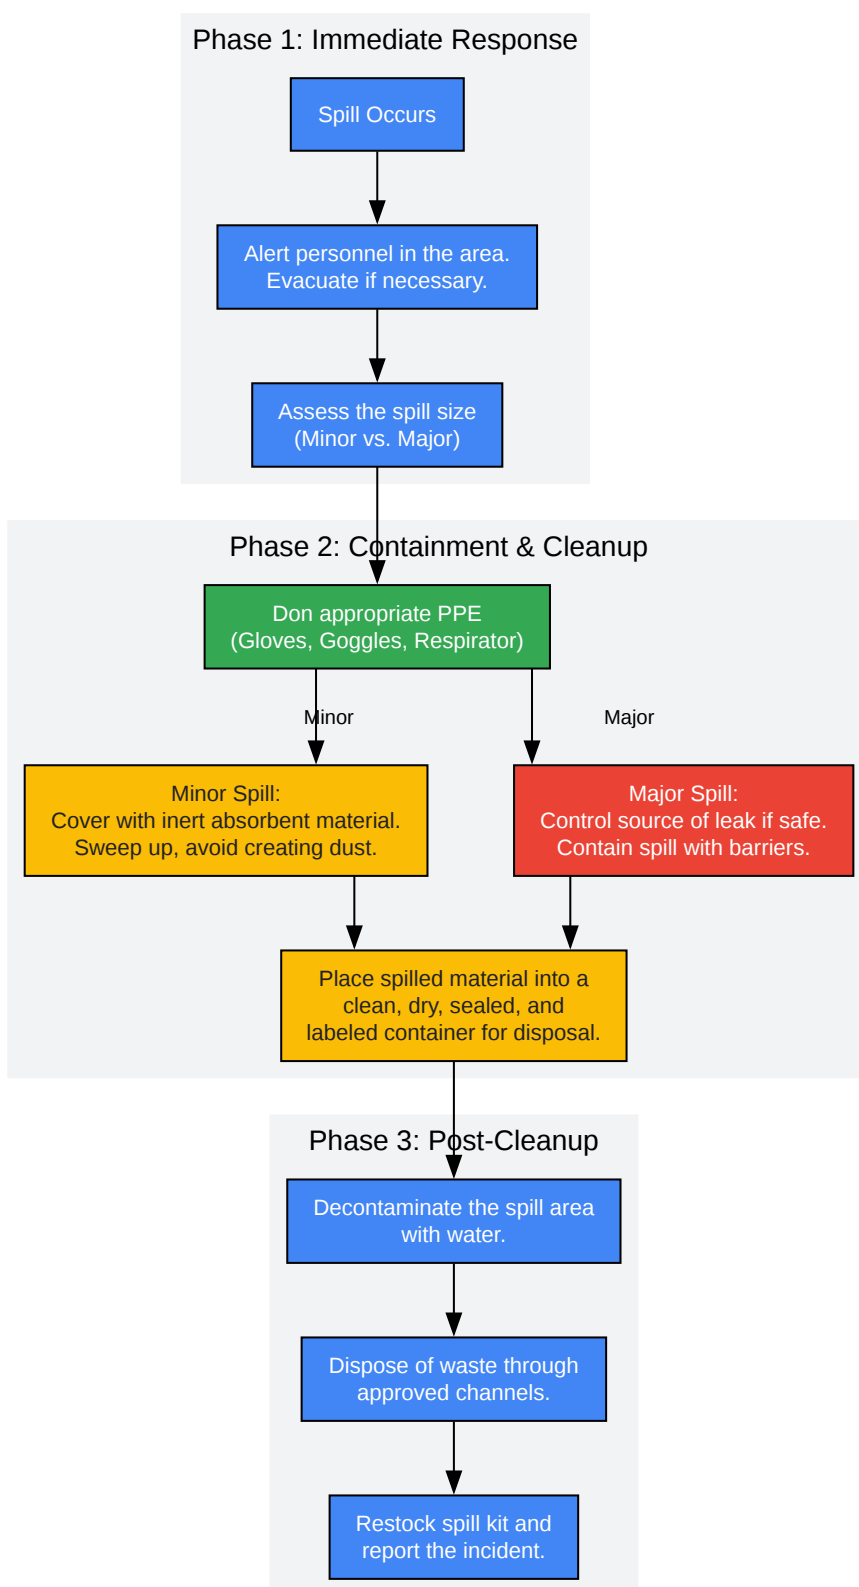 Phase 1: Immediate Response
Spill Occurs
Alert personnel in the area.
Evacuate if necessary.
Assess the spill size
(Minor vs. Major)
Phase 2: Containment & Cleanup
Don appropriate PPE
(Gloves, Goggles, Respirator)
Minor
Major
Minor Spill:
Cover with inert absorbent material.
Sweep up, avoid creating dust.
Major Spill:
Control source of leak if safe.
Contain spill with barriers.
Place spilled material into a
clean, dry, sealed, and
labeled container for disposal.
Phase 3: Post-Cleanup
Decontaminate the spill area
with water.
Dispose of waste through
approved channels.
Restock spill kit and
report the incident.